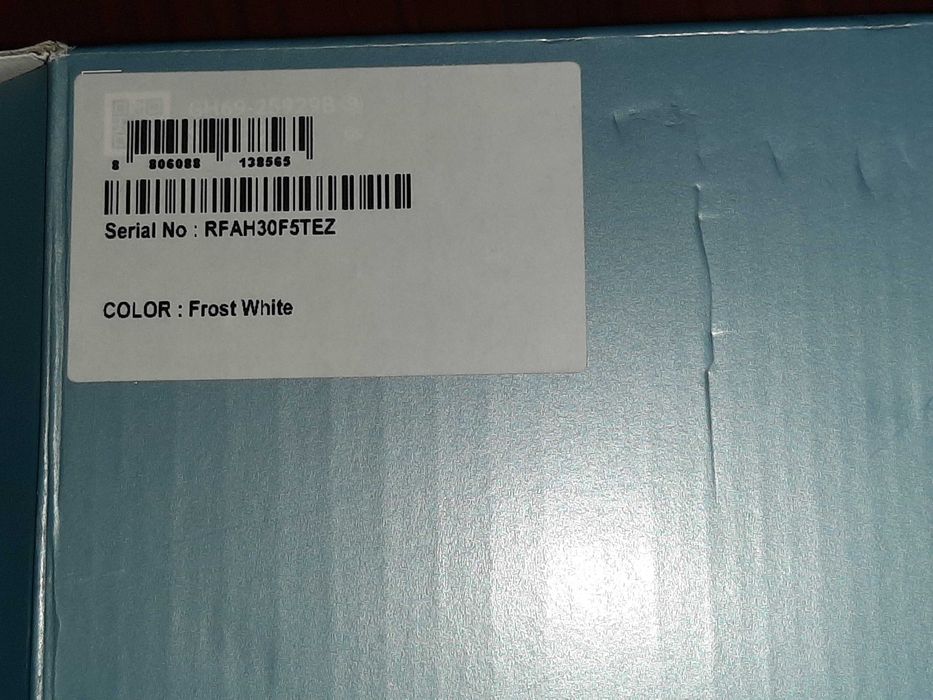 8 806088 138565
Serial No : RFAH30F5TEZ
COLOR : Frost White